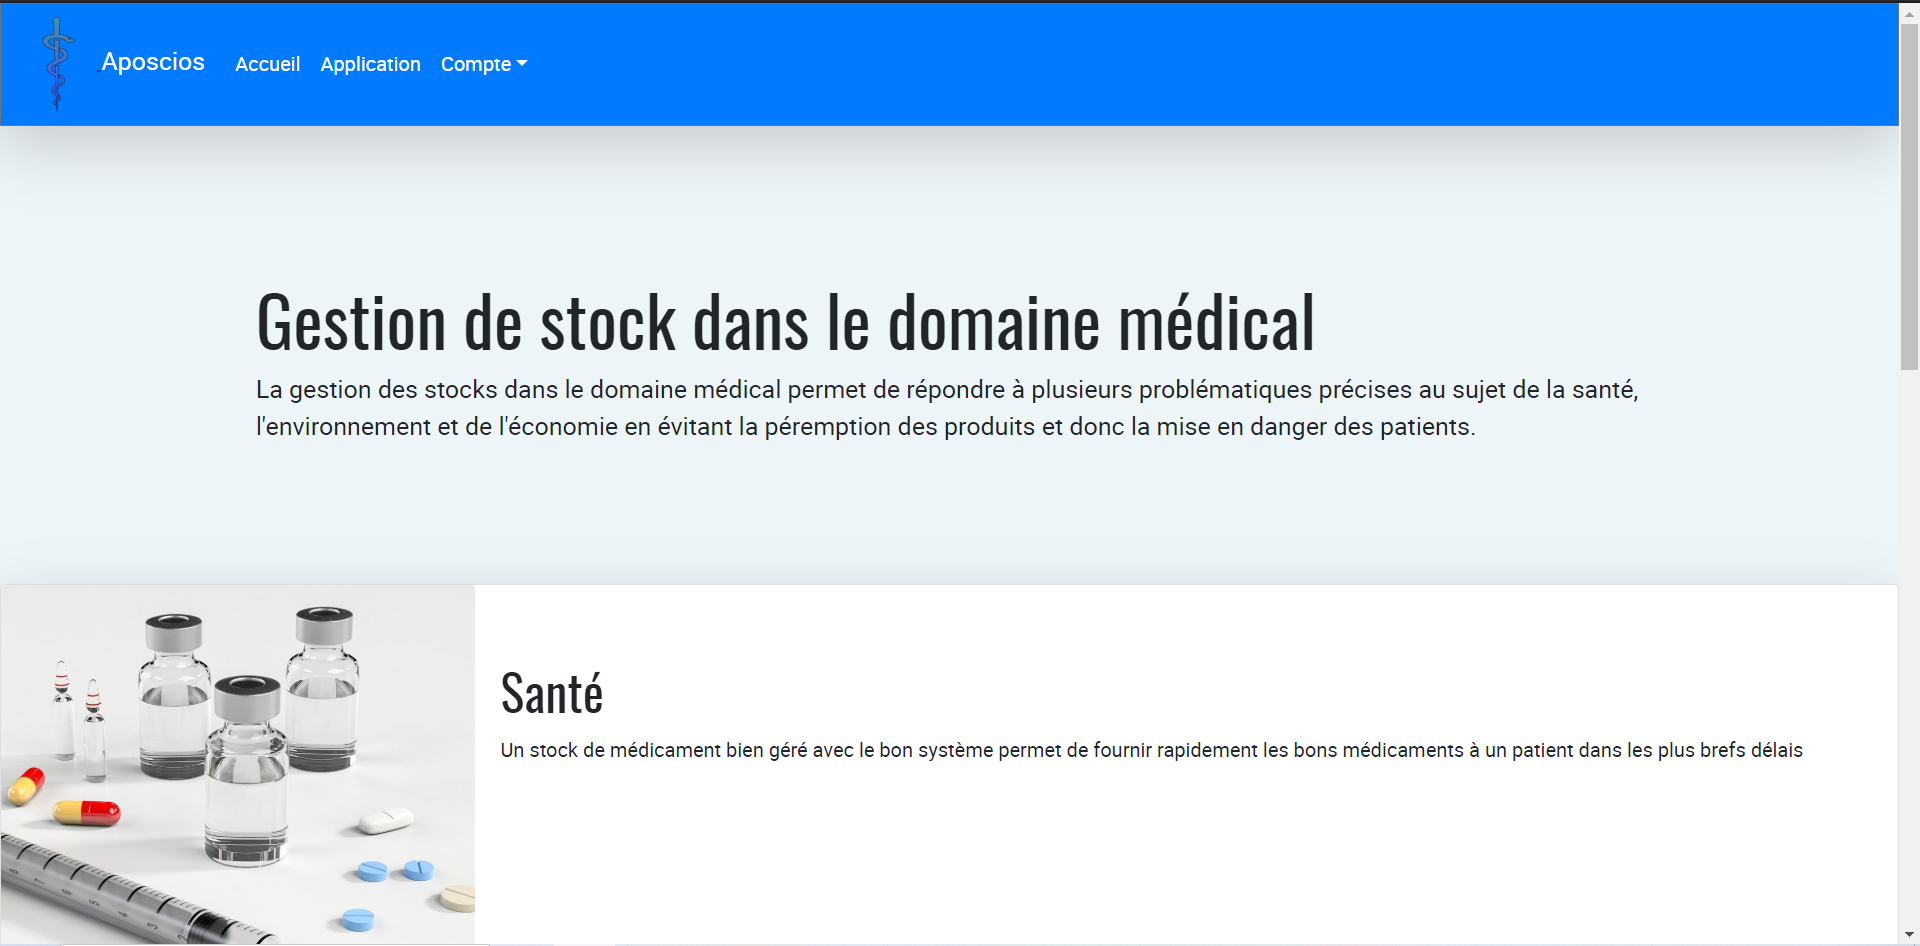 Aposcios
Accueil Application Compte
Gestion de stock dans le domaine médical
La gestion des stocks dans le domaine médical permet de répondre à plusieurs problématiques précises au sujet de la santé,
l'environnement et de l'économie en évitant la péremption des produits et donc la mise en danger des patients.
Santé
Un stock de médicament bien géré avec le bon système permet de fournir rapidement les bons médicaments à un patient dans les plus brefs délais